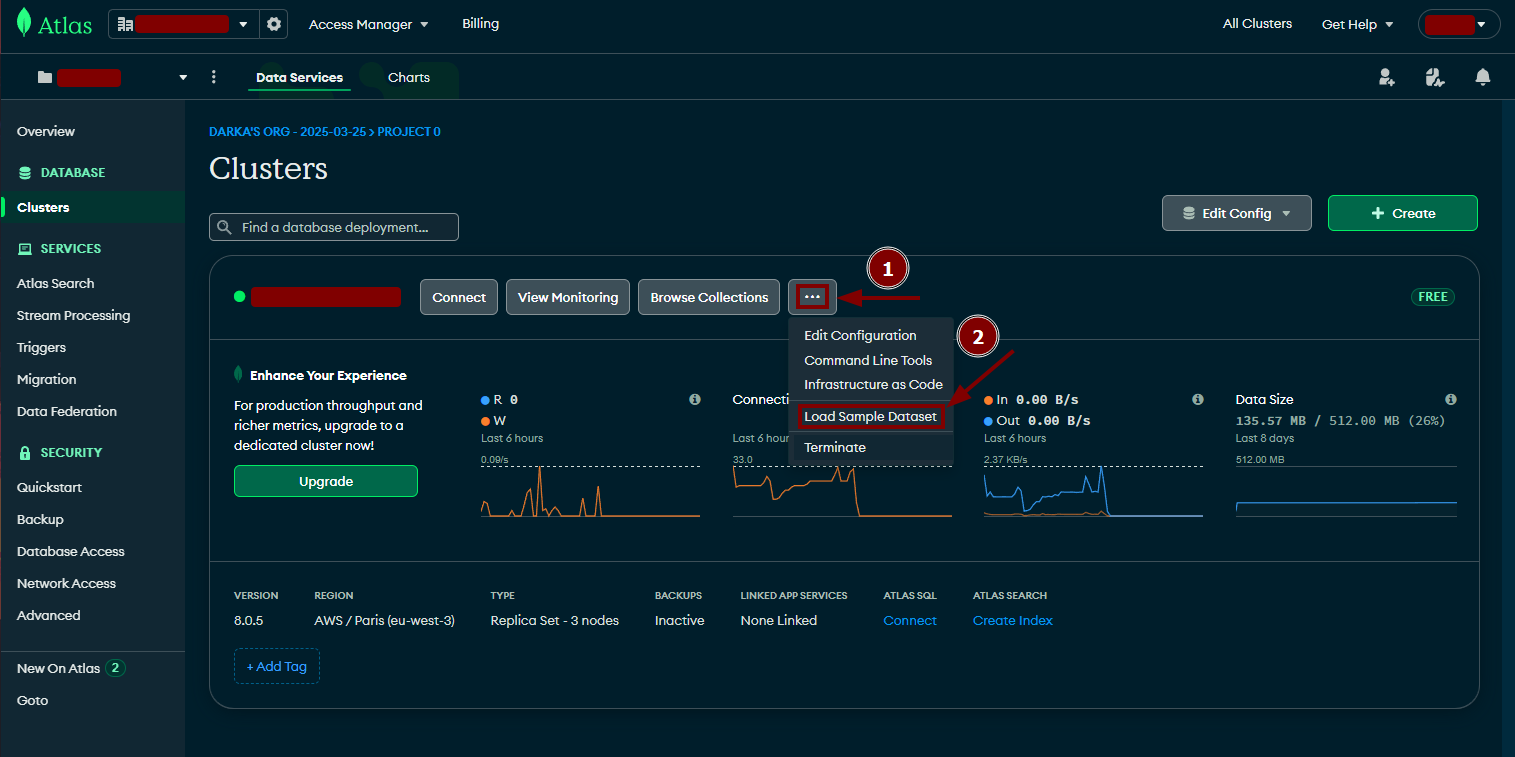 Atlas
Access Manager
Billing
All Clusters
Get Help
Data Services
Charts
Overview
DATABASE
Clusters
SERVICES
Atlas Search
Stream Processing
Triggers
Migration
Data Federation
SECURITY
Quickstart
Backup
Database Access
Network Access
Advanced
New On Atlas 2
Goto
DARKA'S ORG - 2025-03-25 > PROJECT 0
Clusters
Find a database deployment...
Edit Config
+ Create
Connect
View Monitoring
Browse Collections
...
1
FREE
Edit Configuration
Command Line Tools
Infrastructure as Code
Load Sample Dataset
Terminate
2
Enhance Your Experience
For production throughput and
richer metrics, upgrade to a
dedicated cluster now!
Upgrade
R 0
W
Last 6 hours
0.09/s
Last 6
33.0
In 0.00 B/s
Out 0.00 B/s
Last 6 hours
2.37 KB/s
Data Size
135.57 MB / 512.00 MB (26%)
Last 8 days
512.00 MB
VERSION
8.0.5
REGION
AWS / Paris (eu-west-3)
TYPE
Replica Set - 3 nodes
BACKUPS
Inactive
LINKED APP SERVICES
None Linked
ATLAS SQL
Connect
ATLAS SEARCH
Create Index
+ Add Tag